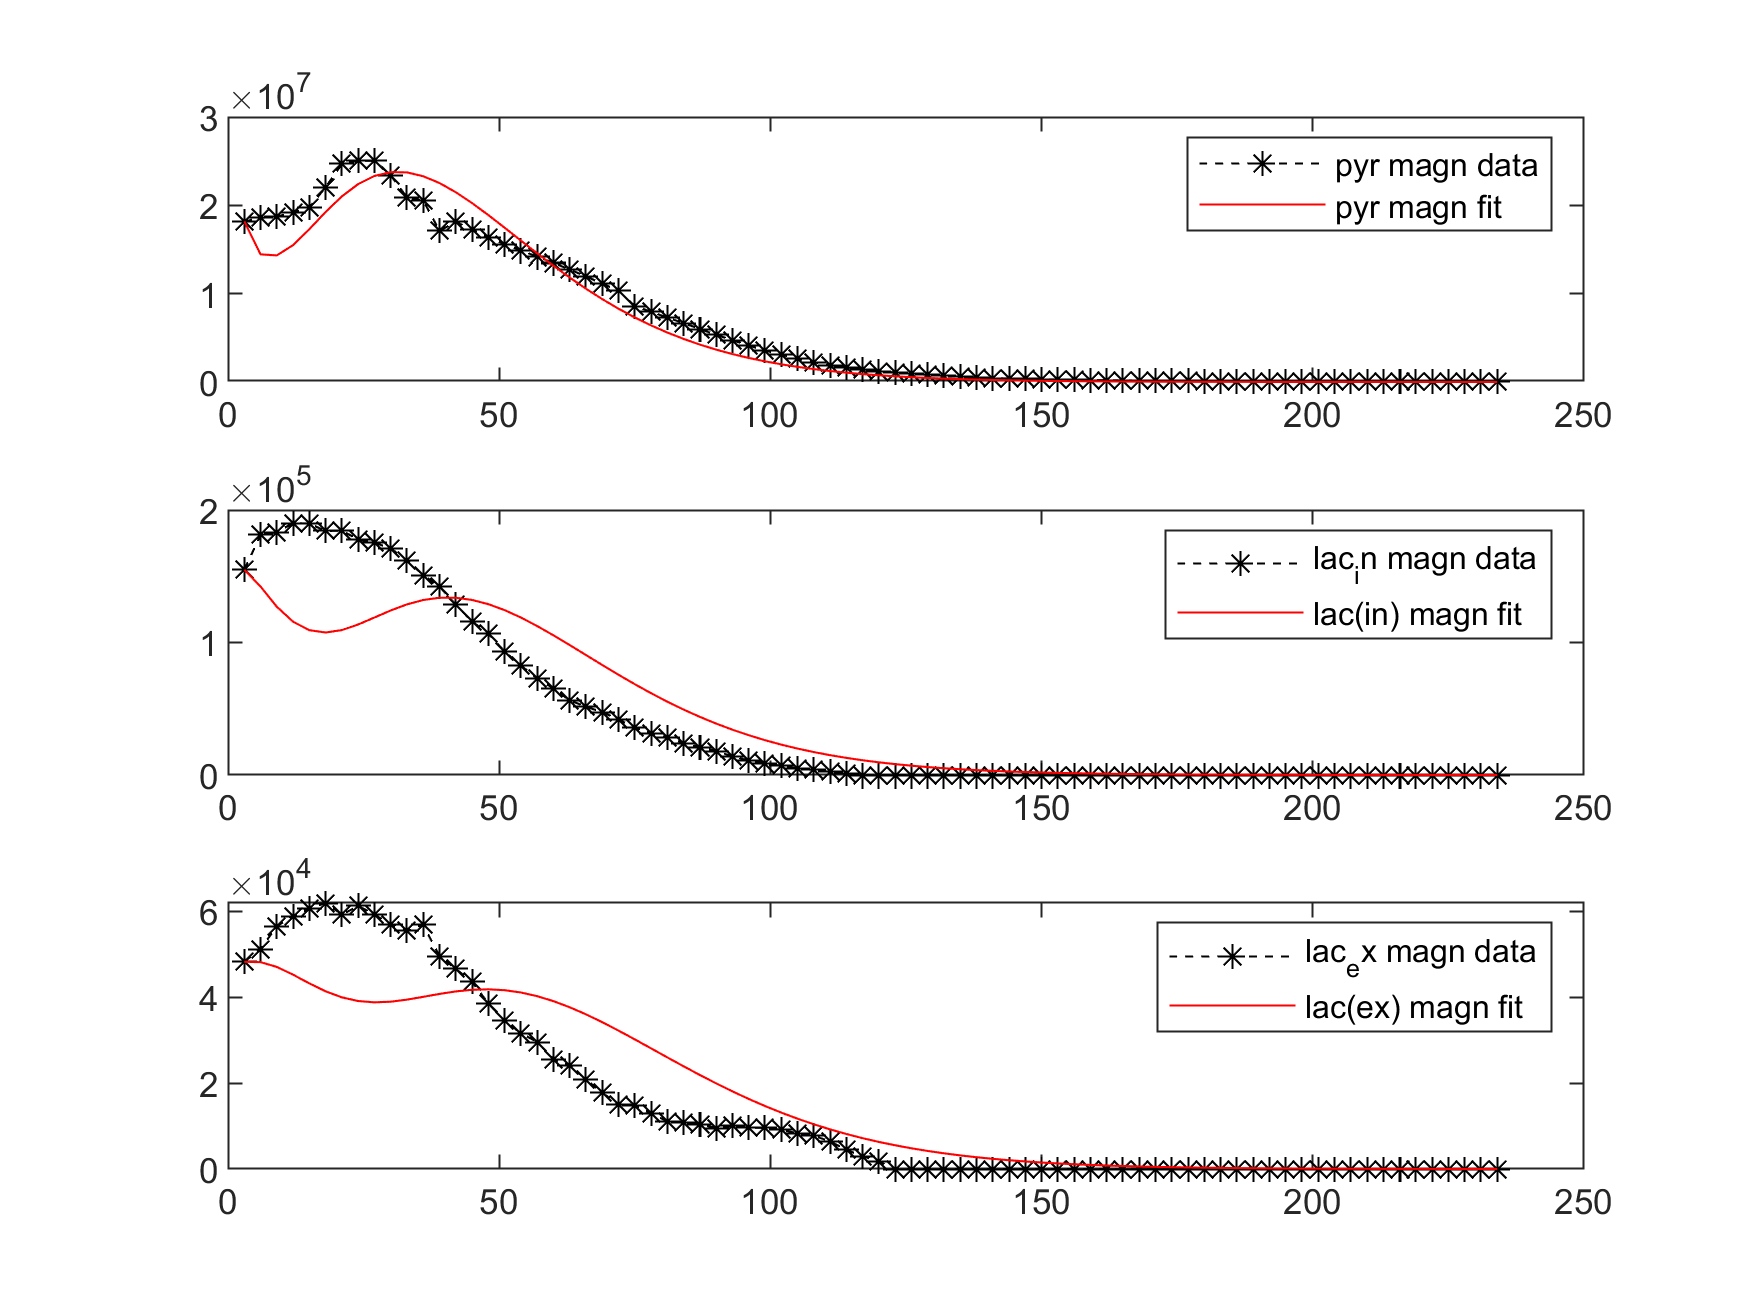 ×10^7
3
2
1
0
0 50 100 150 200 250
pyr magn data
pyr magn fit
×10^5
2
1
0
0 50 100 150 200 250
lac_in magn data
lac(in) magn fit
×10^4
6
4
2
0
0 50 100 150 200 250
lac_ex magn data
lac(ex) magn fit